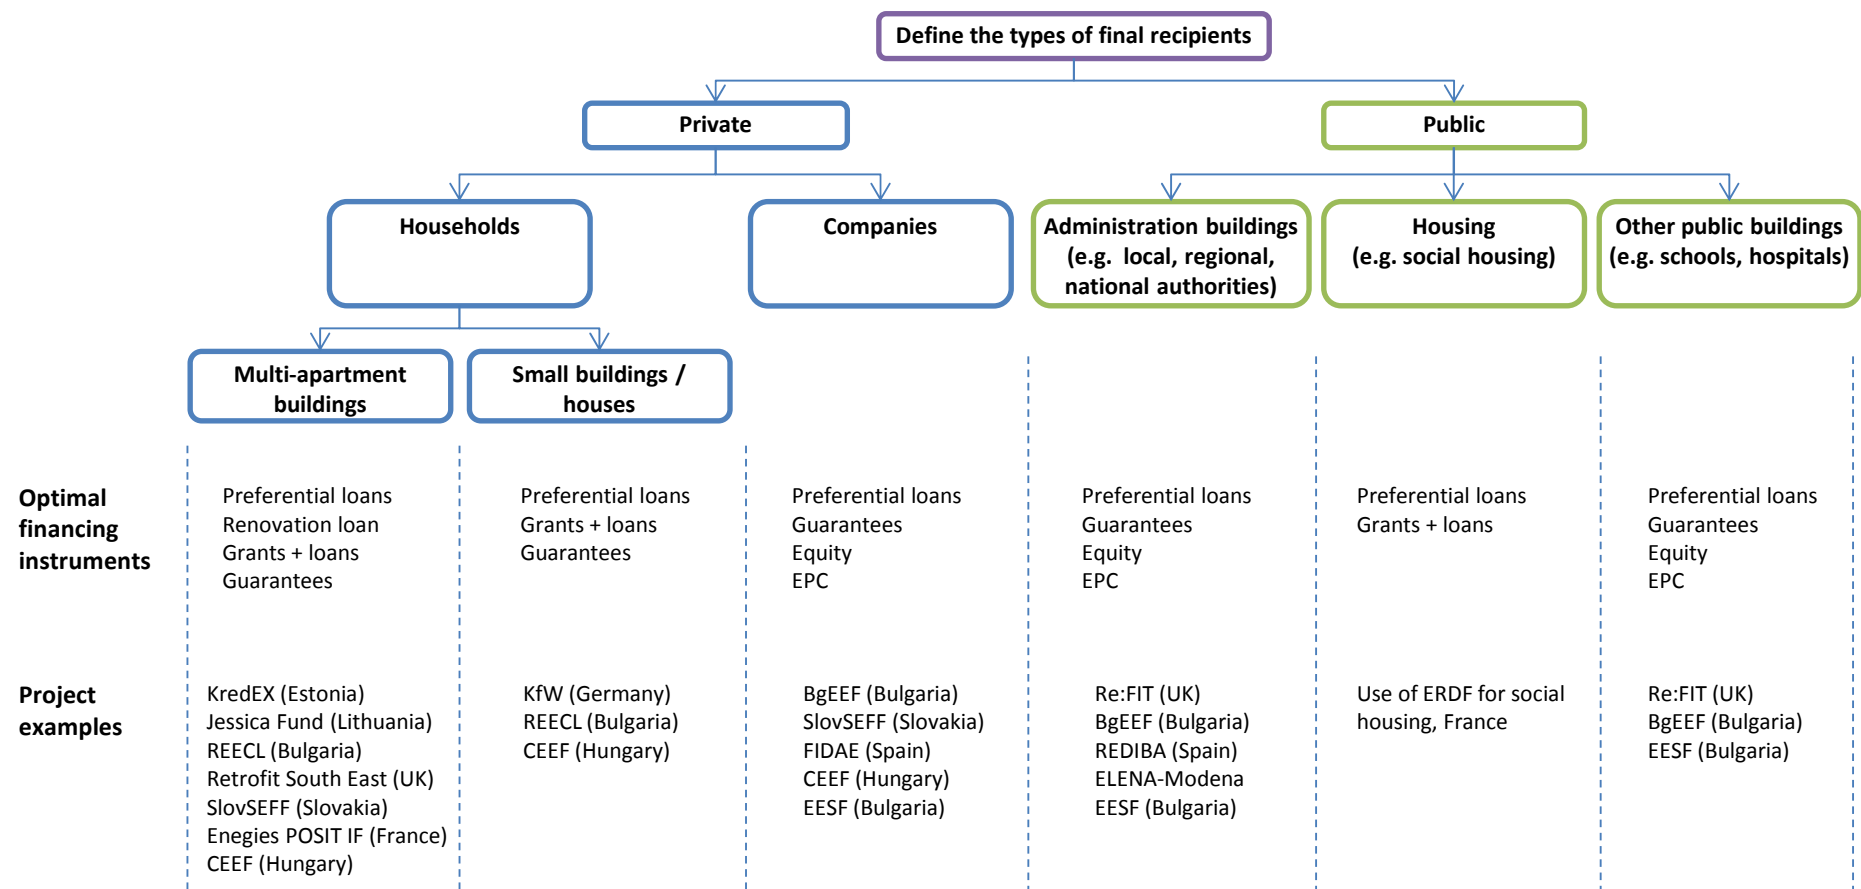 Define the types of final recipients
Private
Public
Households
Companies
Administration buildings
(e.g. local, regional,
national authorities)
Housing
(e.g. social housing)
Other public buildings
(e.g. schools, hospitals)
Multi-apartment
buildings
Small buildings /
houses
Optimal
financing
instruments
Preferential loans
Renovation loan
Grants + loans
Guarantees
Preferential loans
Grants + loans
Guarantees
Preferential loans
Guarantees
Equity
EPC
Preferential loans
Guarantees
Equity
EPC
Preferential loans
Grants + loans
Preferential loans
Guarantees
Equity
EPC
Project
examples
KredEX (Estonia)
Jessica Fund (Lithuania)
REECL (Bulgaria)
Retrofit South East (UK)
SlovSEFF (Slovakia)
Enegies POSIT IF (France)
CEEF (Hungary)
KfW (Germany)
REECL (Bulgaria)
CEEF (Hungary)
BgEEF (Bulgaria)
SlovSEFF (Slovakia)
FIDAE (Spain)
CEEF (Hungary)
EESF (Bulgaria)
Re:FIT (UK)
BgEEF (Bulgaria)
REDIBA (Spain)
ELENA-Modena
EESF (Bulgaria)
Use of ERDF for social
housing, France
Re:FIT (UK)
BgEEF (Bulgaria)
EESF (Bulgaria)